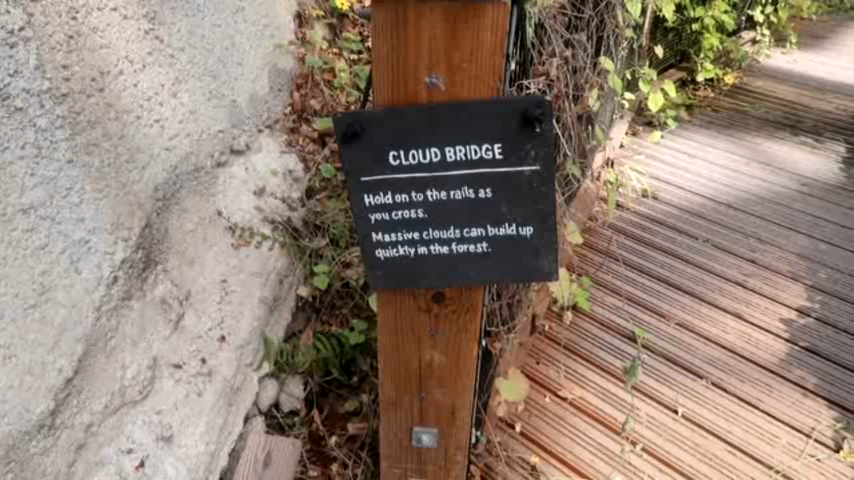 CLOUD BRIDGE
Hold on to the rails as
you cross.
Massive clouds can build up
quickly in the forest.